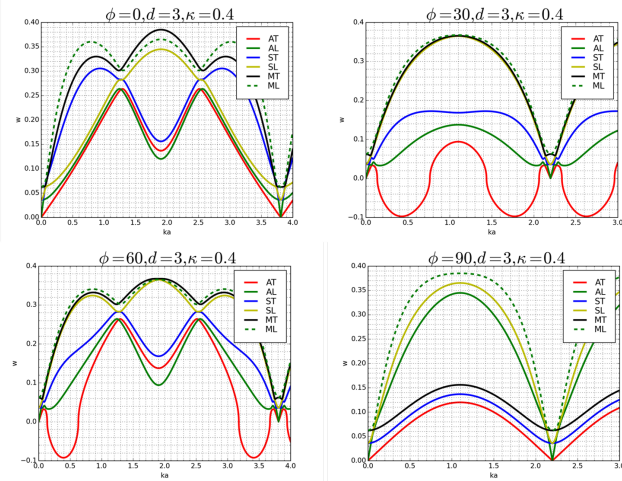 ϕ=0,d=3,κ=0.4
0.40
0.35
0.30
0.25
0.20
0.15
0.10
0.05
0.00
w
0.0 0.5 1.0 1.5 2.0 2.5 3.0 3.5 4.0
ka
AT
AL
ST
SL
MT
ML
ϕ=30,d=3,κ=0.4
0.4
0.3
0.2
0.1
0.0
−0.1
w
0.0 0.5 1.0 1.5 2.0 2.5 3.0
ka
AT
AL
ST
SL
MT
ML
ϕ=60,d=3,κ=0.4
0.4
0.3
0.2
0.1
0.0
−0.1
w
0.0 0.5 1.0 1.5 2.0 2.5 3.0 3.5 4.0
ka
AT
AL
ST
SL
MT
ML
ϕ=90,d=3,κ=0.4
0.40
0.35
0.30
0.25
0.20
0.15
0.10
0.05
0.00
w
0.0 0.5 1.0 1.5 2.0 2.5 3.0
ka
AT
AL
ST
SL
MT
ML